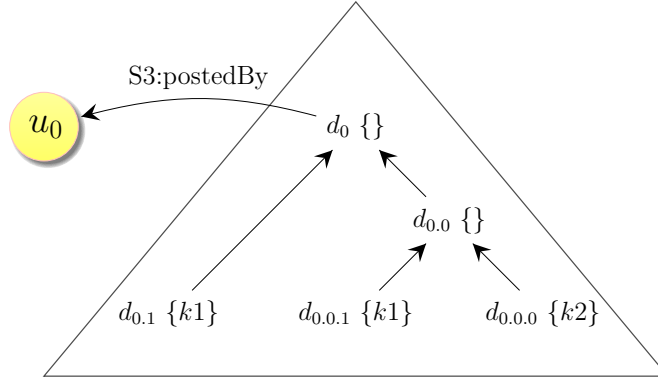 S3:postedBy
u₀
d₀ {}
d₀.₀ {}
d₀.₁ {k1} d₀.₀.₁ {k1} d₀.₀.₀ {k2}